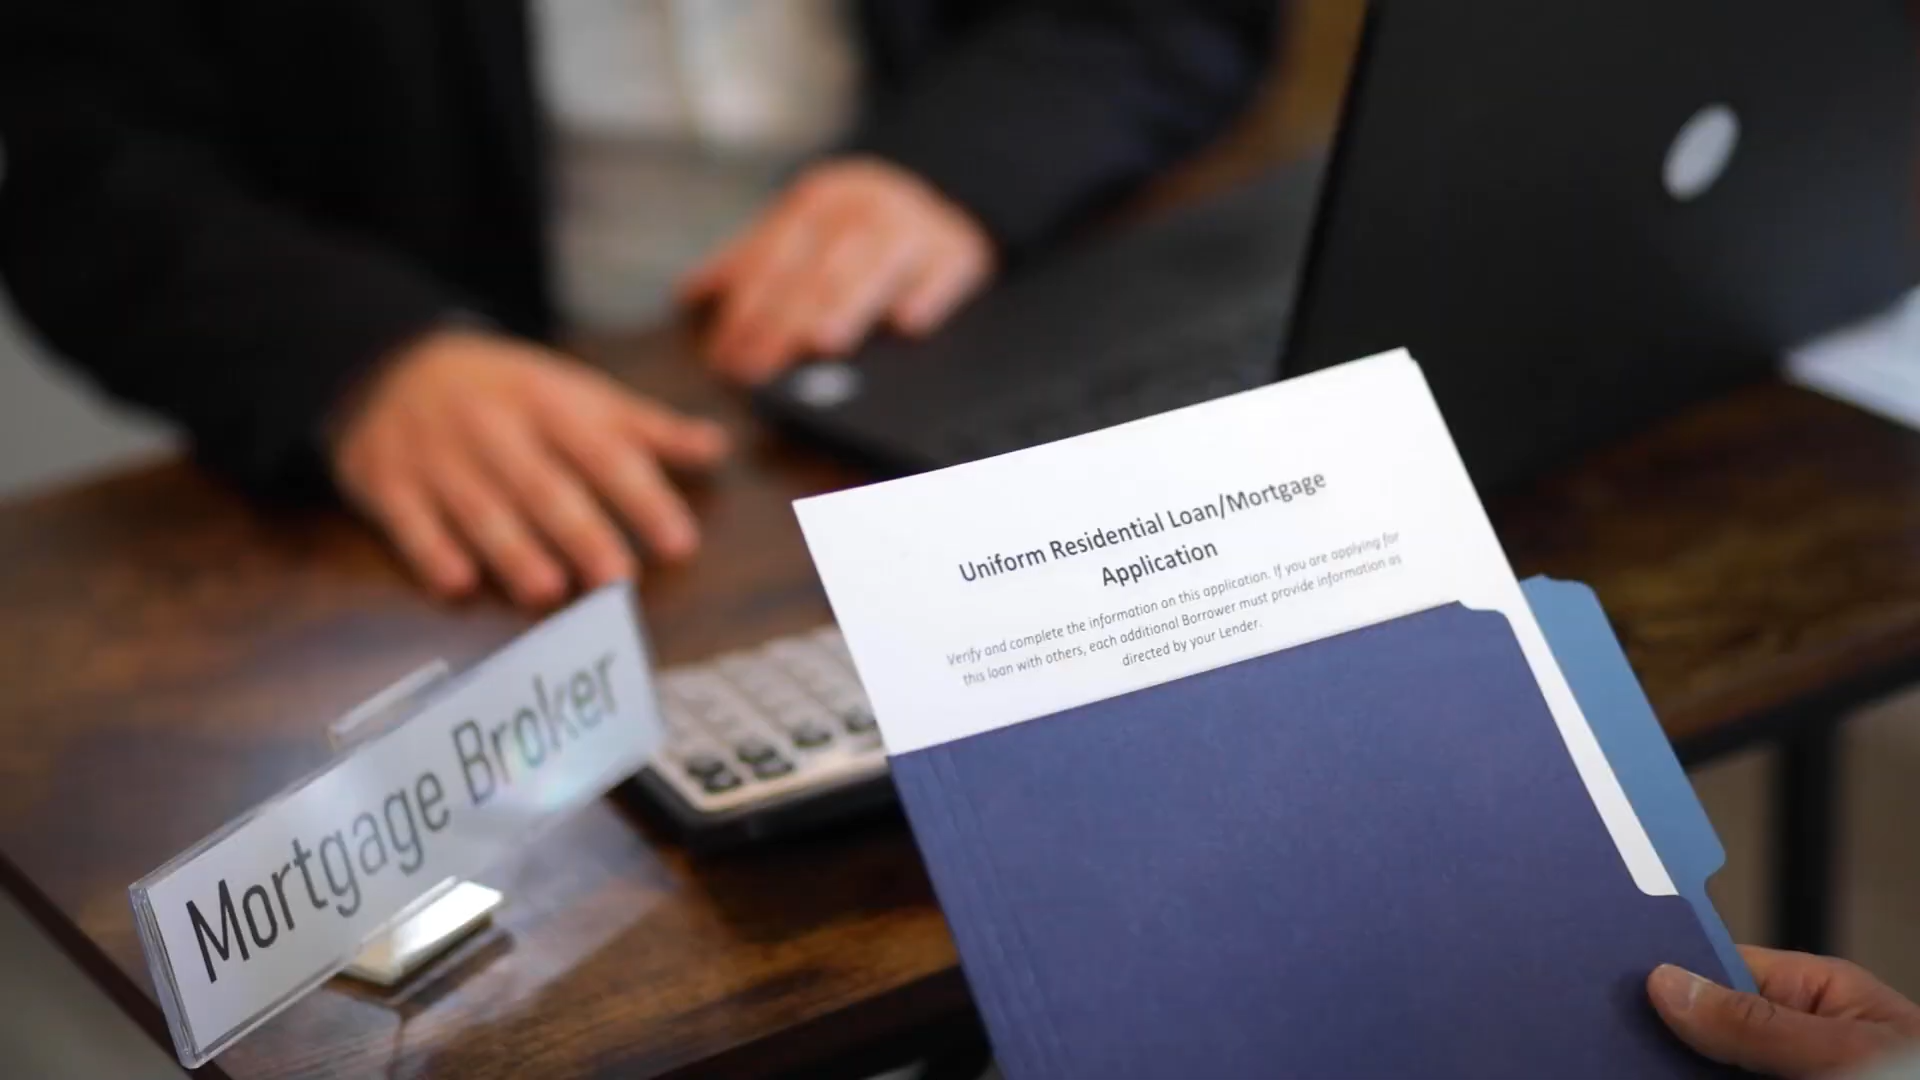 Uniform Residential Loan/Mortgage
Application
Verify and complete the information on this application. If you are applying for
this loan with others, each additional Borrower must provide information as
directed by your Lender.
Mortgage Broker